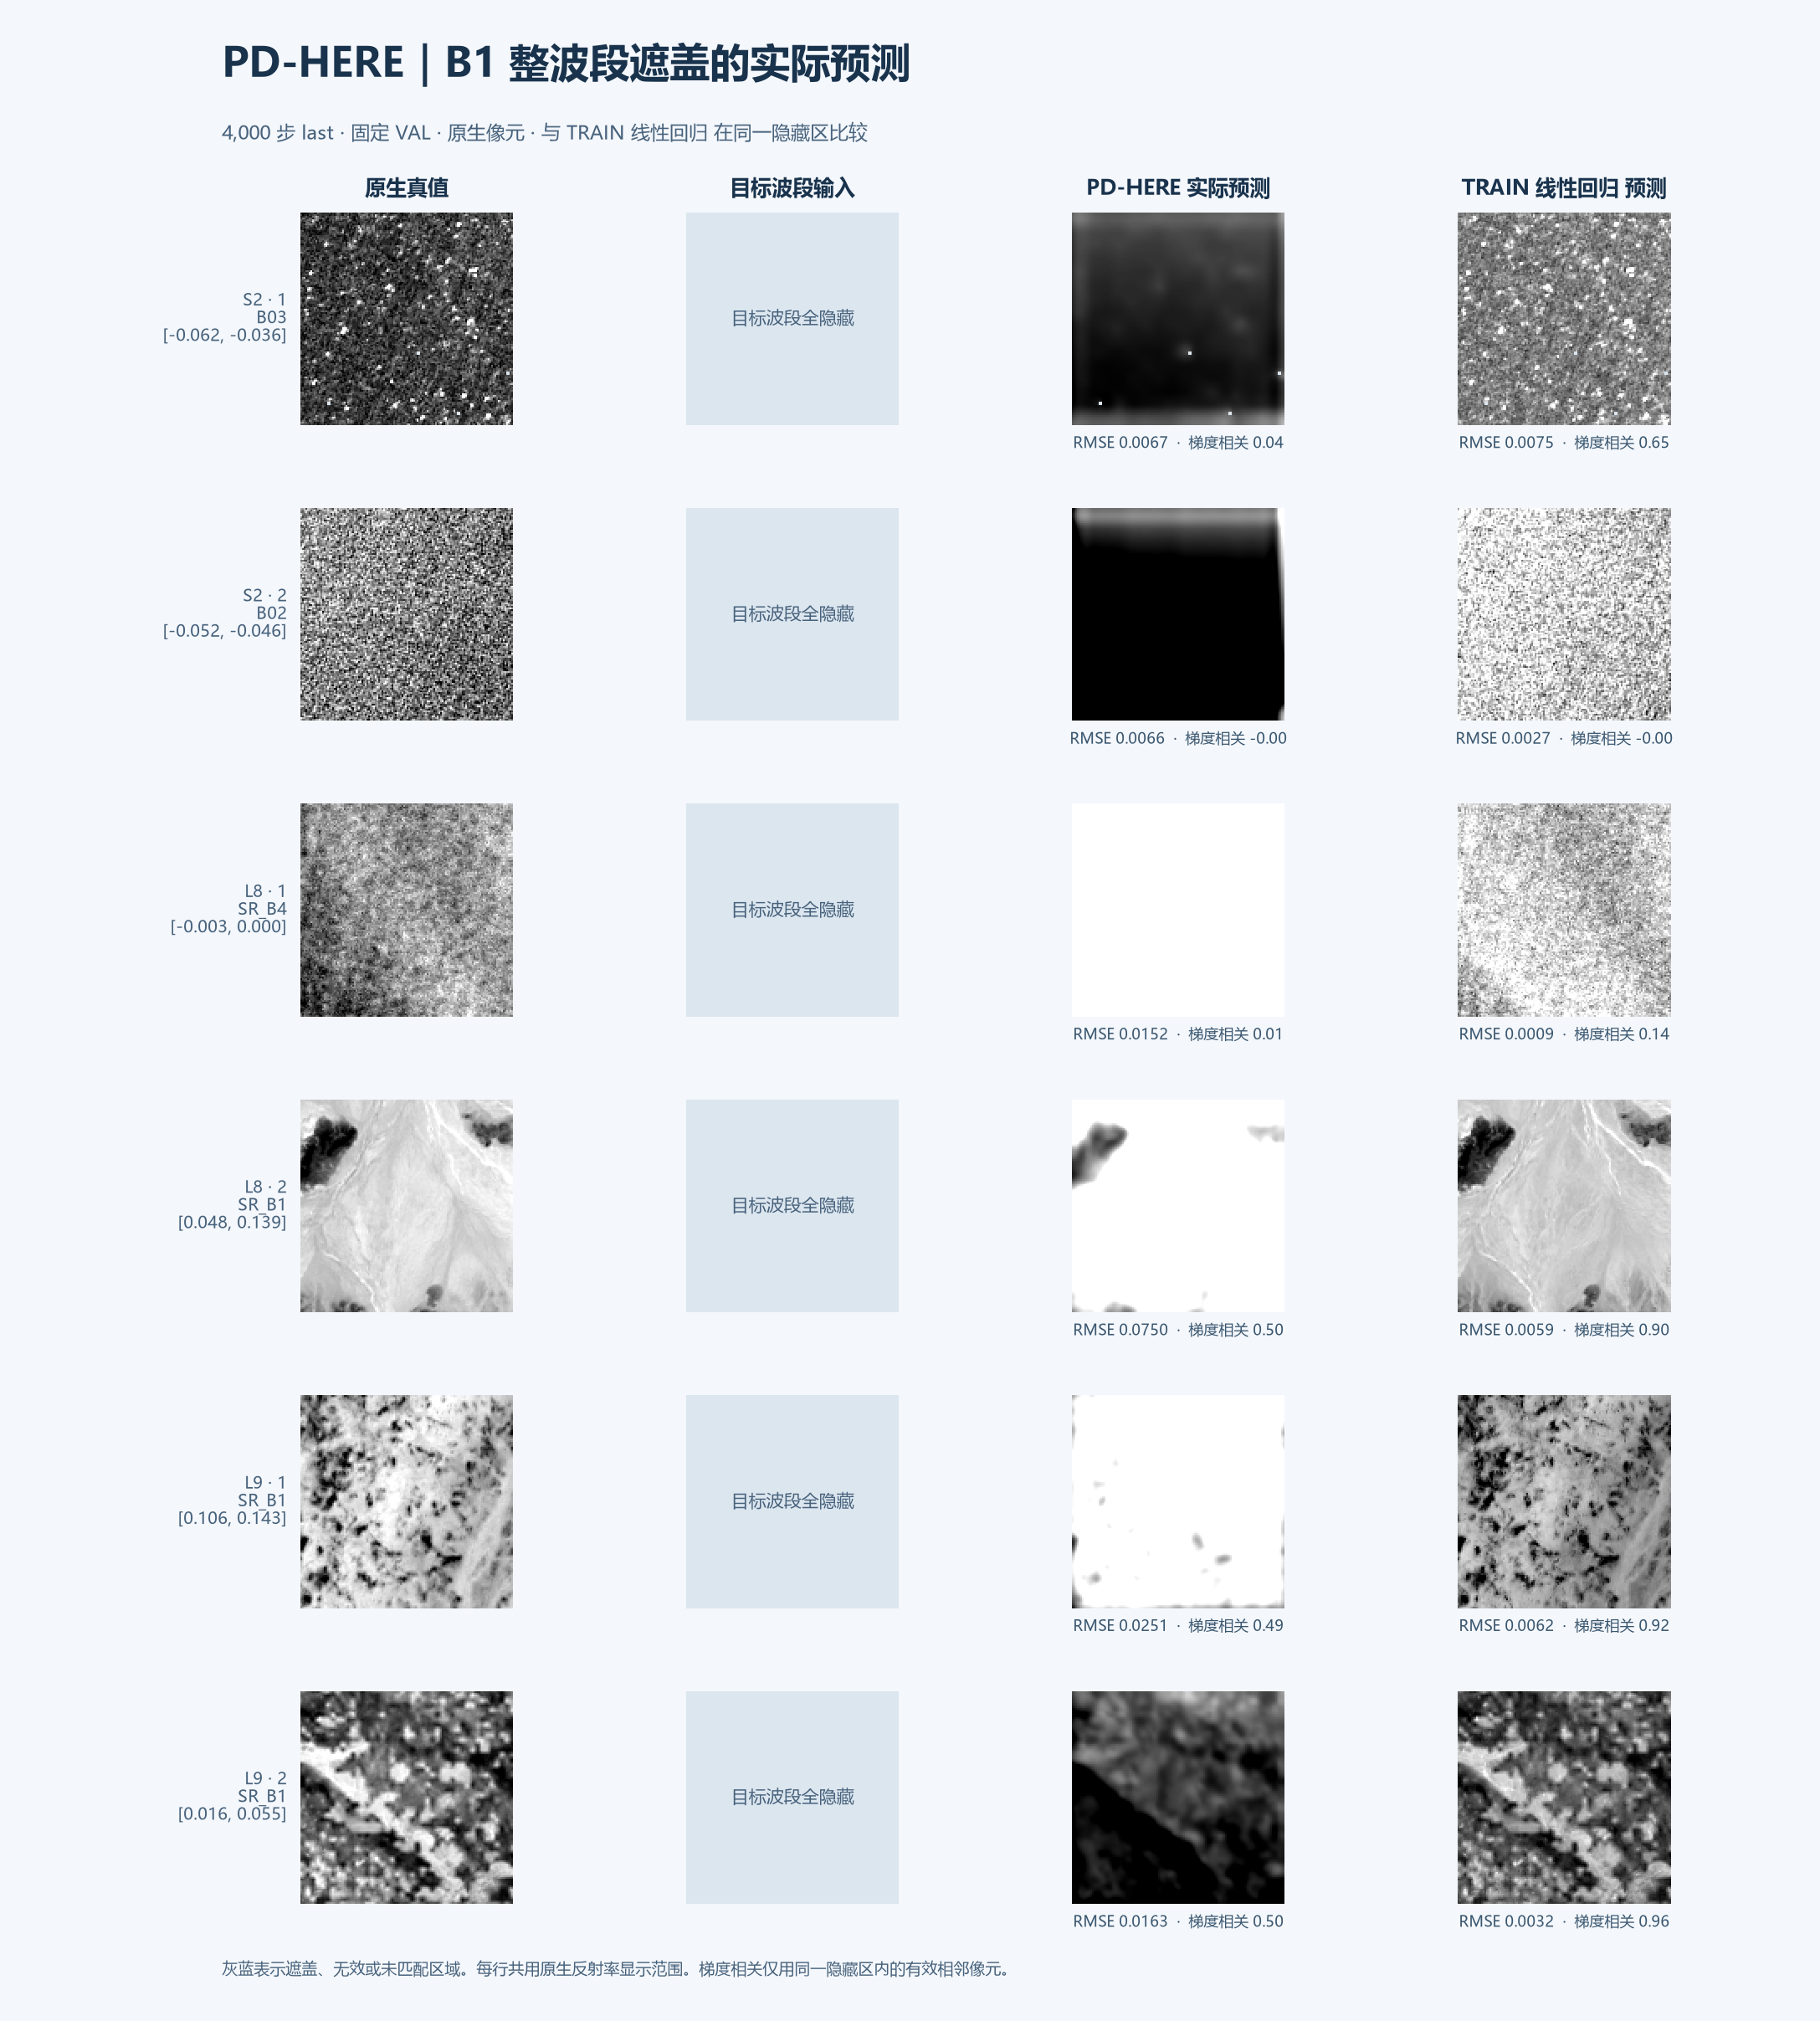 PD-HERE | B1 整波段遮盖的实际预测
4,000 步 last · 固定 VAL · 原生像元 · 与 TRAIN 线性回归 在同一隐藏区比较
原生真值
目标波段输入
PD-HERE 实际预测
TRAIN 线性回归 预测
S2 · 1
B03
[-0.062, -0.036]
目标波段全隐藏
RMSE 0.0067 · 梯度相关 0.04
RMSE 0.0075 · 梯度相关 0.65
S2 · 2
B02
[-0.052, -0.046]
目标波段全隐藏
RMSE 0.0066 · 梯度相关 -0.00
RMSE 0.0027 · 梯度相关 -0.00
L8 · 1
SR_B4
[-0.003, 0.000]
目标波段全隐藏
RMSE 0.0152 · 梯度相关 0.01
RMSE 0.0009 · 梯度相关 0.14
L8 · 2
SR_B1
[0.048, 0.139]
目标波段全隐藏
RMSE 0.0750 · 梯度相关 0.50
RMSE 0.0059 · 梯度相关 0.90
L9 · 1
SR_B1
[0.106, 0.143]
目标波段全隐藏
RMSE 0.0251 · 梯度相关 0.49
RMSE 0.0062 · 梯度相关 0.92
L9 · 2
SR_B1
[0.016, 0.055]
目标波段全隐藏
RMSE 0.0163 · 梯度相关 0.50
RMSE 0.0032 · 梯度相关 0.96
灰蓝表示遮盖、无效或未匹配区域。每行共用原生反射率显示范围。梯度相关仅用同一隐藏区内的有效相邻像元。